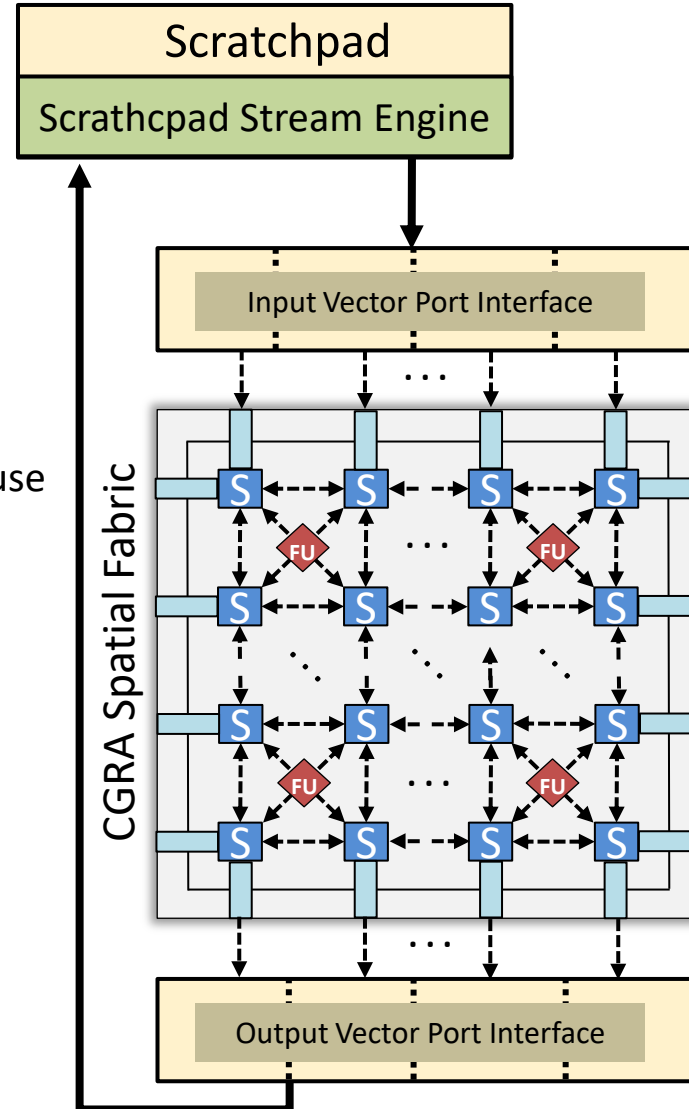 Scratchpad
Scrathcpad Stream Engine
Input Vector Port Interface
. . .
use
CGRA Spatial Fabric
S S S S
FU . . . FU
S S S S
S S S S
FU . . . FU
S S S S
. . .
Output Vector Port Interface